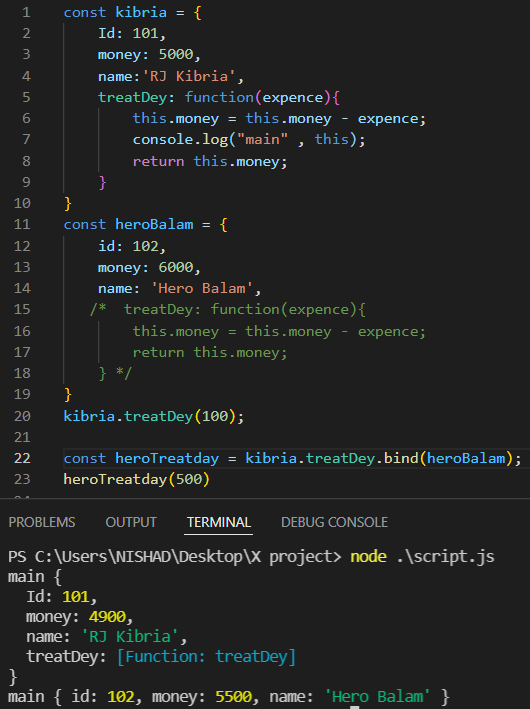 1 const kibria = {
2 Id: 101,
3 money: 5000,
4 name:'RJ Kibria',
5 treatDey: function(expence){
6 this.money = this.money - expence;
7 console.log("main" , this);
8 return this.money;
9 }
10 }
11 const heroBalam = {
12 id: 102,
13 money: 6000,
14 name: 'Hero Balam',
15 /* treatDey: function(expence){
16 this.money = this.money - expence;
17 return this.money;
18 } */
19 }
20 kibria.treatDey(100);
21
22 const heroTreatday = kibria.treatDey.bind(heroBalam);
23 heroTreatday(500)
PROBLEMS OUTPUT TERMINAL DEBUG CONSOLE
PS C:\Users\NISHAD\Desktop\X project> node .\script.js
main {
Id: 101,
money: 4900,
name: 'RJ Kibria',
treatDey: [Function: treatDey]
}
main { id: 102, money: 5500, name: 'Hero Balam' }